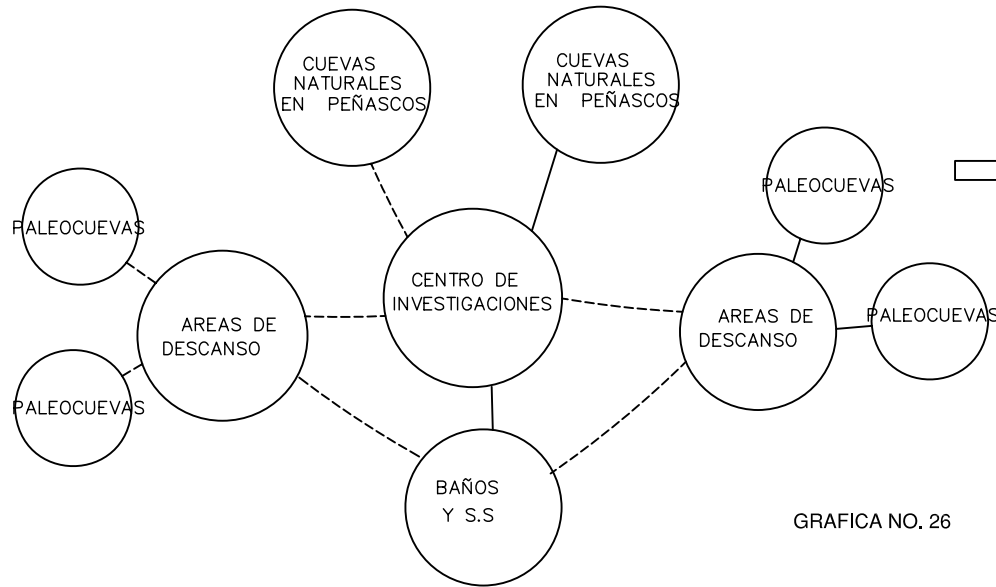 CUEVAS
NATURALES
EN PEÑASCOS
CUEVAS
NATURALES
EN PEÑASCOS
PALEOCUEVAS
PALEOCUEVAS
CENTRO DE
INVESTIGACIONES
AREAS DE
DESCANSO
AREAS DE
DESCANSO
PALEOCUEVAS
PALEOCUEVAS
BAÑOS
Y S.S
GRAFICA NO. 26